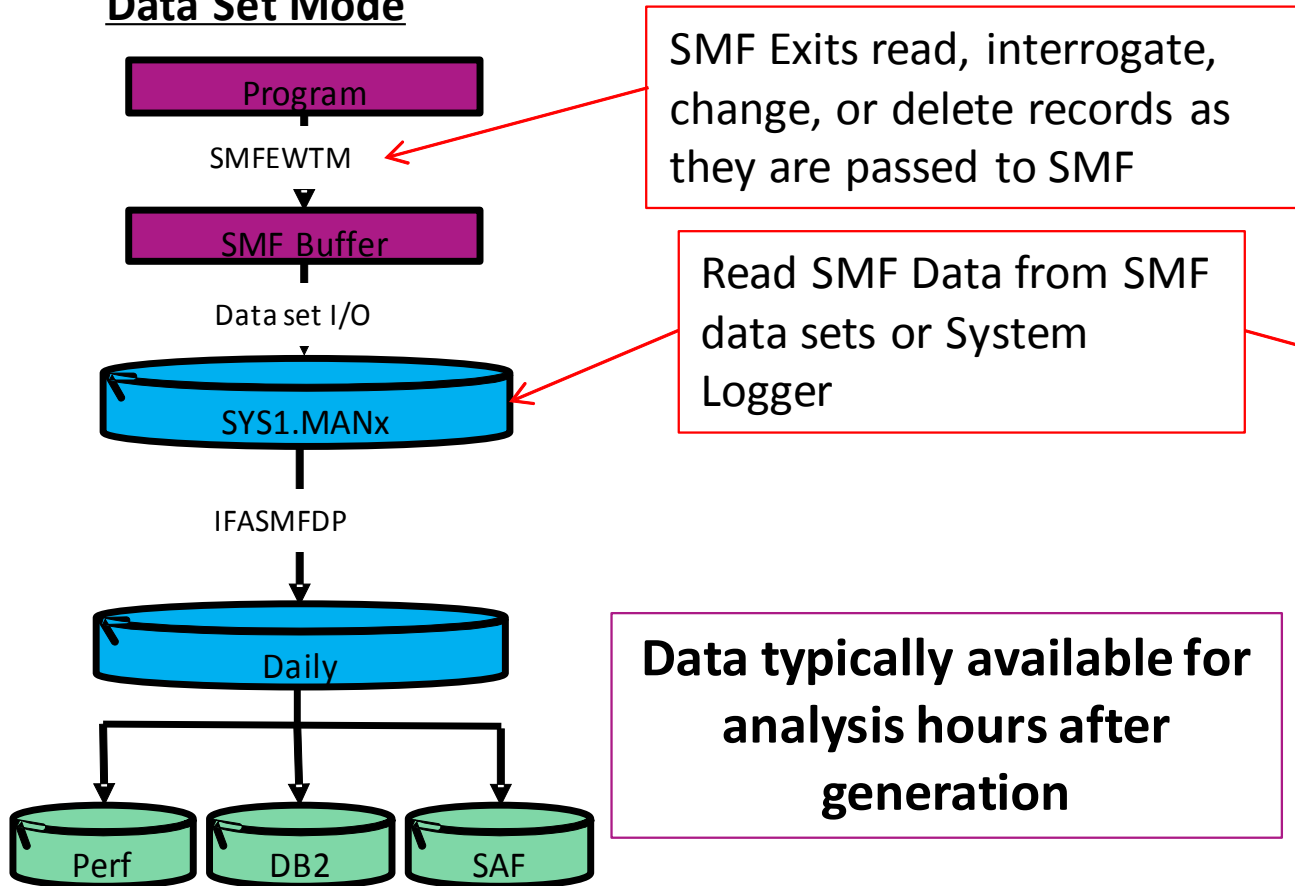 Data Set Mode
Program
SMFEWTM
SMF Buffer
Data set I/O
SYS1.MANx
IFASMFDP
Daily
Perf
DB2
SAF
SMF Exits read, interrogate,
change, or delete records as
they are passed to SMF
Read SMF Data from SMF
data sets or System
Logger
Data typically available for
analysis hours after
generation